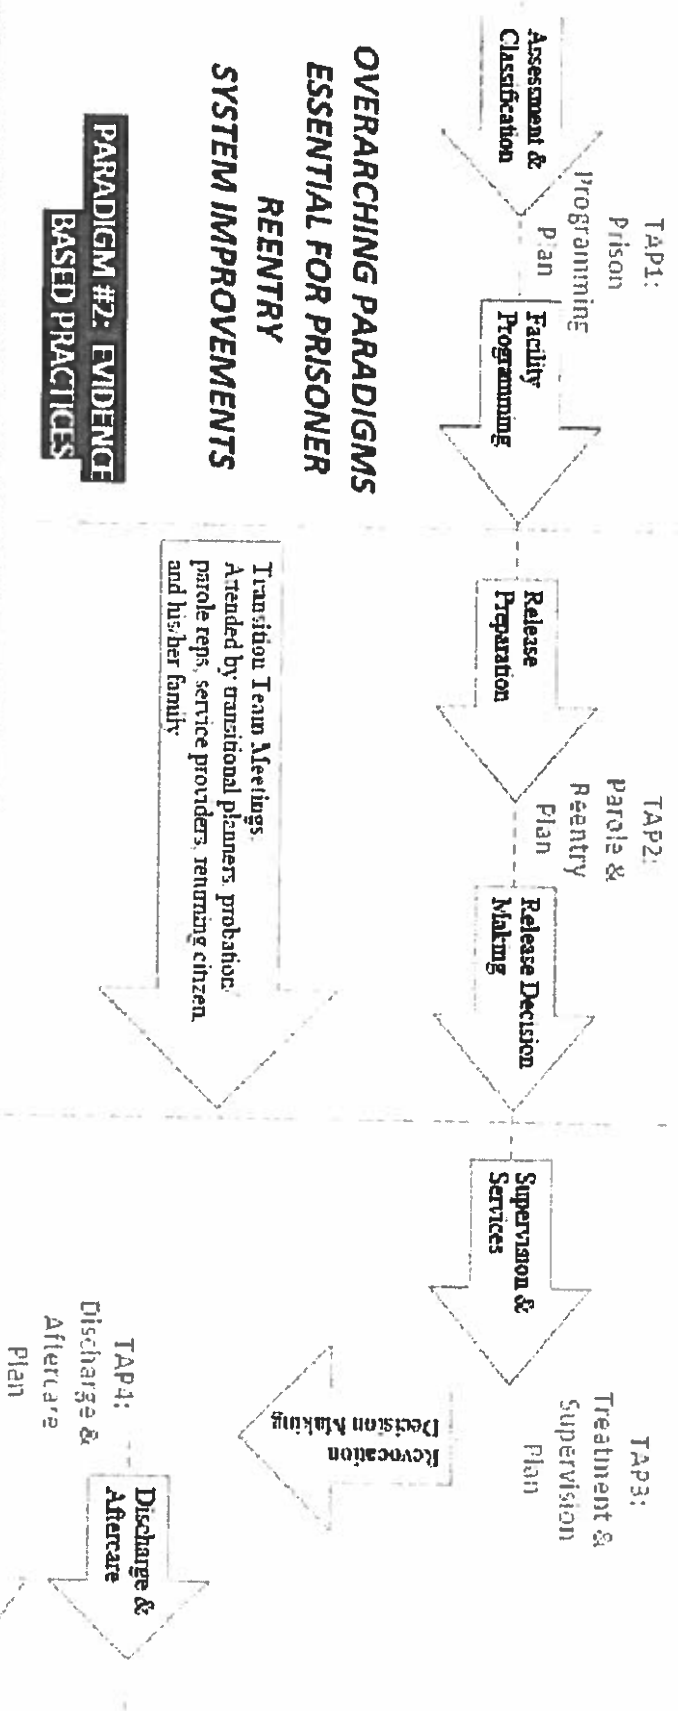 TAP1:
Prison
Programming
Plan
TAP2:
Parole &
Reentry
Plan
TAP3:
Treatment &
Supervision
Plan
Assessment &
Classification
Facility
Programming
Release
Preparation
Release Decision
Making
Supervision &
Services
Revocation
Decision Making
OVERARCHING PARADIGMS
ESSENTIAL FOR PRISONER
REENTRY
SYSTEM IMPROVEMENTS
Transition Team Meetings
Attended by transitional planners, probation
parole reps, service providers, returning citizen,
and his/her family
TAP4:
Discharge &
Aftercare
Plan
Discharge &
Aftercare
PARADIGM #2: EVIDENCE
BASED PRACTICES